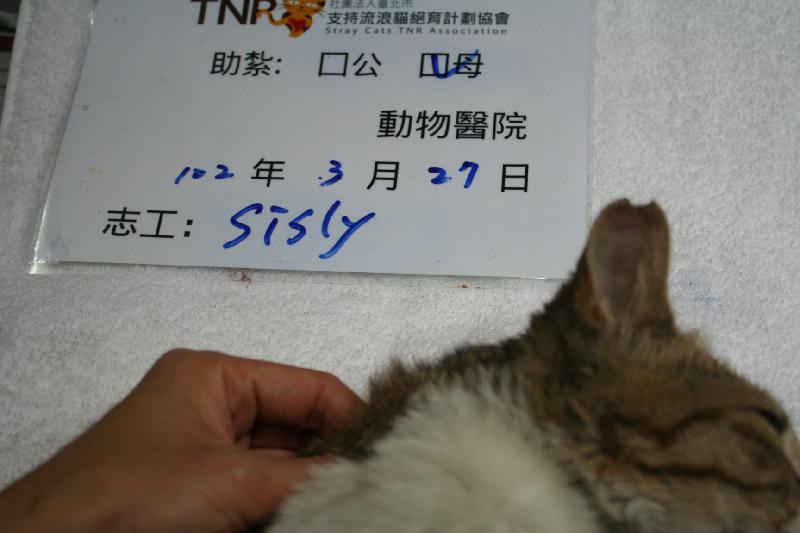 TNR 社團法人臺北市
支持流浪貓絕育計劃協會
Stray Cats TNR Association
助紮: 口公 口母
動物醫院
102 年 3 月 27 日
志工: sisly